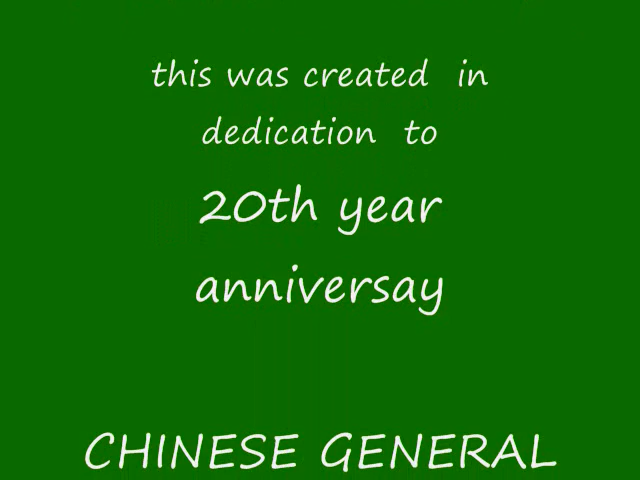 this was created in
dedication to
20th year
anniversay
CHINESE GENERAL